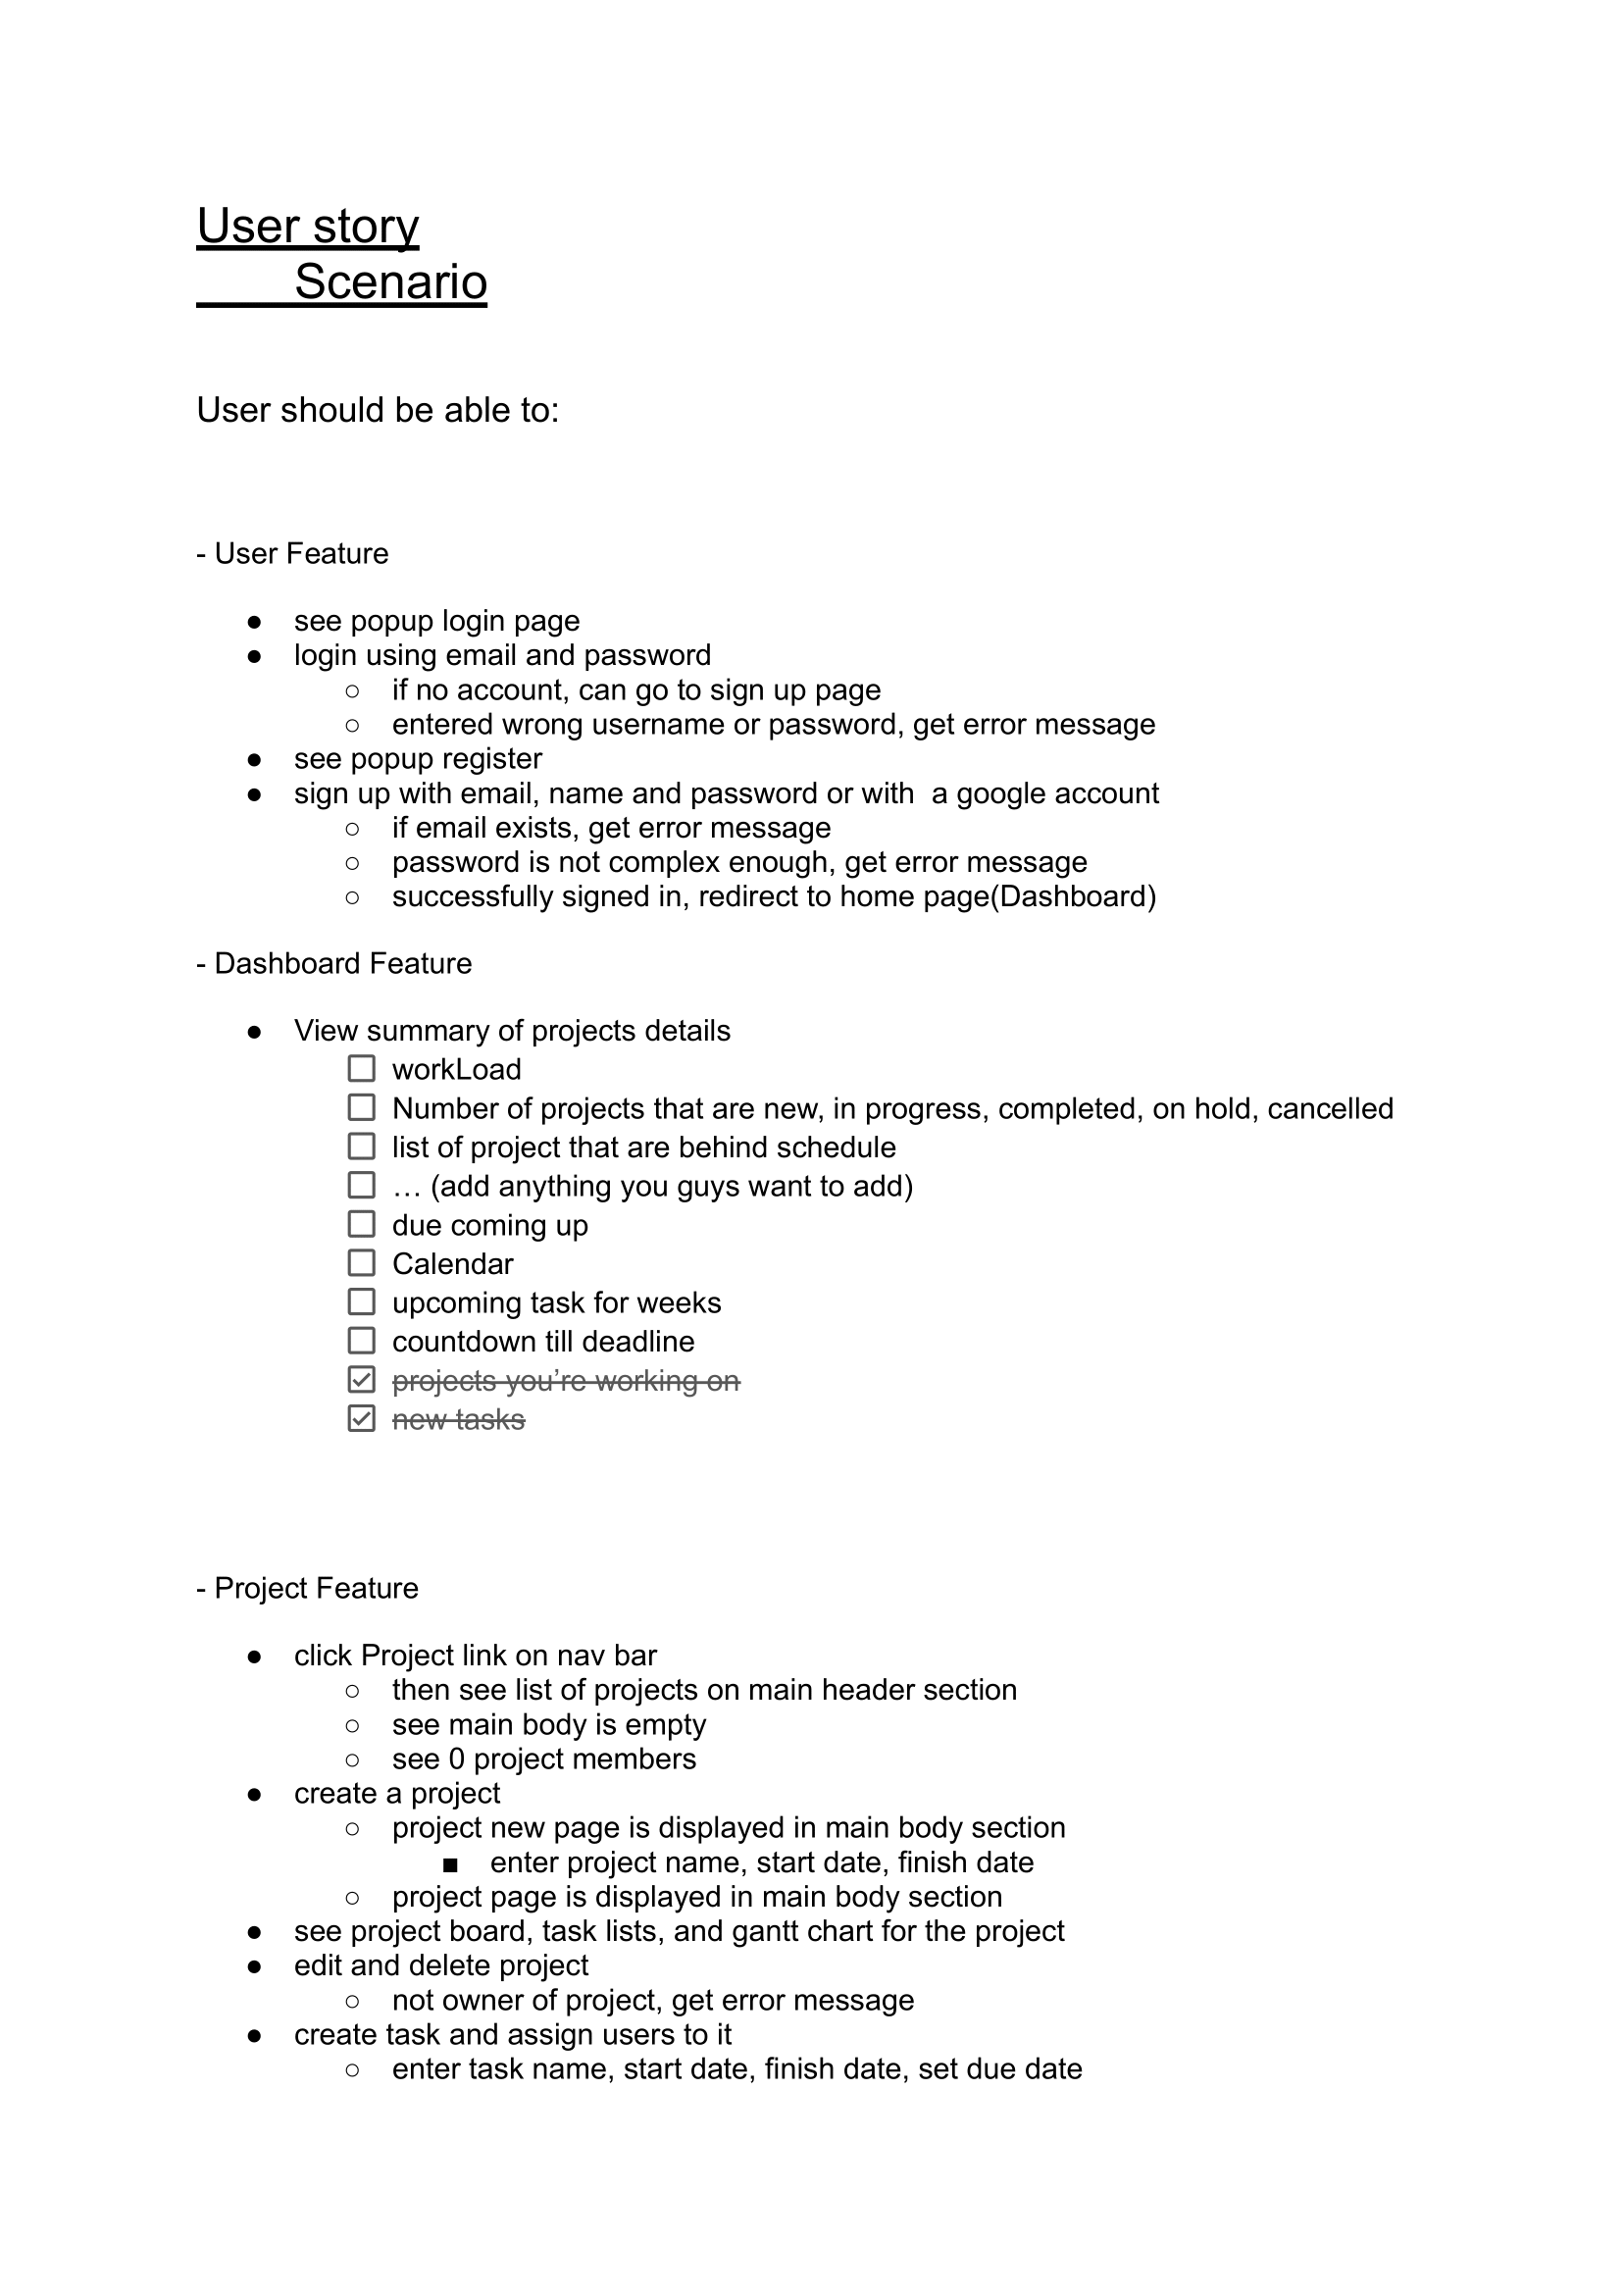 User story
Scenario
User should be able to:
- User Feature
● see popup login page
● login using email and password
○ if no account, can go to sign up page
○ entered wrong username or password, get error message
● see popup register
● sign up with email, name and password or with  a google account
○ if email exists, get error message
○ password is not complex enough, get error message
○ successfully signed in, redirect to home page(Dashboard)
- Dashboard Feature
● View summary of projects details
☐ workLoad
☐ Number of projects that are new, in progress, completed, on hold, cancelled
☐ list of project that are behind schedule
☐ … (add anything you guys want to add)
☐ due coming up
☐ Calendar
☐ upcoming task for weeks
☐ countdown till deadline
☑ projects you’re working on
☑ new tasks
- Project Feature
● click Project link on nav bar
○ then see list of projects on main header section
○ see main body is empty
○ see 0 project members
● create a project
○ project new page is displayed in main body section
■ enter project name, start date, finish date
○ project page is displayed in main body section
● see project board, task lists, and gantt chart for the project
● edit and delete project
○ not owner of project, get error message
● create task and assign users to it
○ enter task name, start date, finish date, set due date